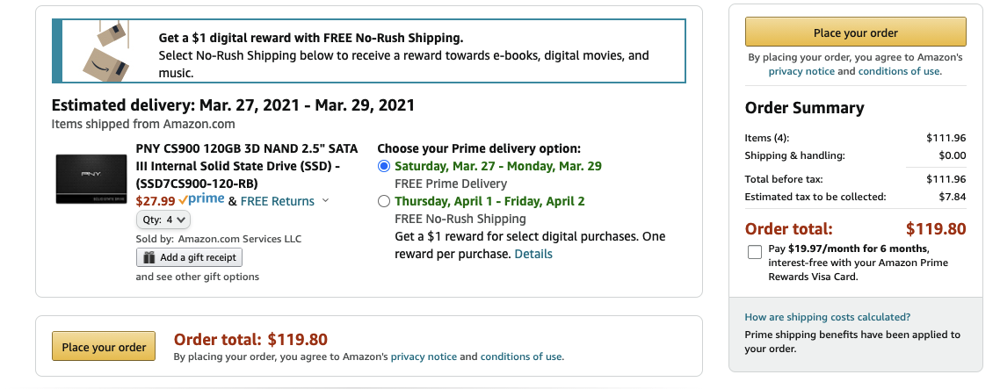 Get a $1 digital reward with FREE No-Rush Shipping.
Select No-Rush Shipping below to receive a reward towards e-books, digital movies, and
music.
Estimated delivery: Mar. 27, 2021 - Mar. 29, 2021
Items shipped from Amazon.com
PNY
PNY CS900 120GB 3D NAND 2.5" SATA
III Internal Solid State Drive (SSD) -
(SSD7CS900-120-RB)
$27.99 prime & FREE Returns
Qty: 4
Sold by: Amazon.com Services LLC
Add a gift receipt
and see other gift options
Choose your Prime delivery option:
Saturday, Mar. 27 - Monday, Mar. 29
FREE Prime Delivery
Thursday, April 1 - Friday, April 2
FREE No-Rush Shipping
Get a $1 reward for select digital purchases. One
reward per purchase. Details
Place your order
Order total: $119.80
By placing your order, you agree to Amazon's privacy notice and conditions of use.
Place your order
By placing your order, you agree to Amazon's
privacy notice and conditions of use.
Order Summary
Items (4): $111.96
Shipping & handling: $0.00
Total before tax: $111.96
Estimated tax to be collected: $7.84
Order total: $119.80
Pay $19.97/month for 6 months,
interest-free with your Amazon Prime
Rewards Visa Card.
How are shipping costs calculated?
Prime shipping benefits have been applied to
your order.